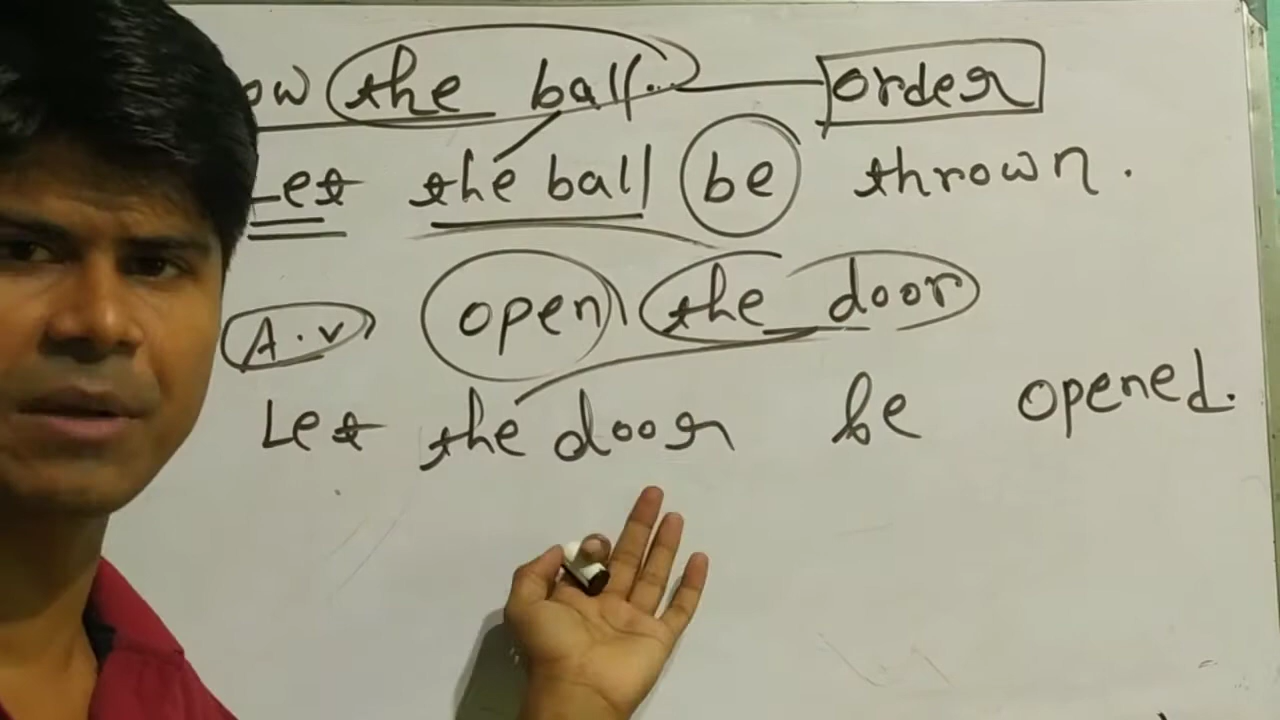 ow the ball.. order
Let the ball be thrown.
A.V open the door
Let the door be opened.